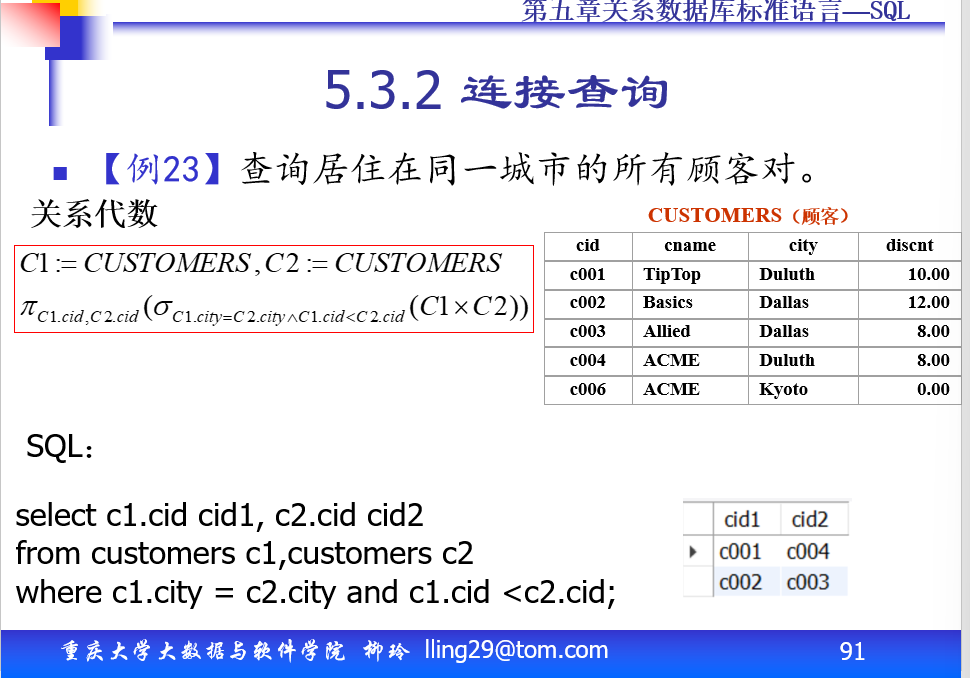 第五章关系数据库标准语言—SQL
5.3.2 连接查询
【例23】查询居住在同一城市的所有顾客对。
关系代数
C1 := CUSTOMERS , C2 := CUSTOMERS
π C1.cid,C2.cid (σ C1.city=C2.city∧C1.cid<C2.cid (C1×C2))
CUSTOMERS（顾客）
cid cname city discnt
c001 TipTop Duluth 10.00
c002 Basics Dallas 12.00
c003 Allied Dallas 8.00
c004 ACME Duluth 8.00
c006 ACME Kyoto 0.00
SQL：
select c1.cid cid1, c2.cid cid2
from customers c1,customers c2
where c1.city = c2.city and c1.cid <c2.cid;
cid1 cid2
c001 c004
c002 c003
重庆大学大数据与软件学院 柳玲 lling29@tom.com 91